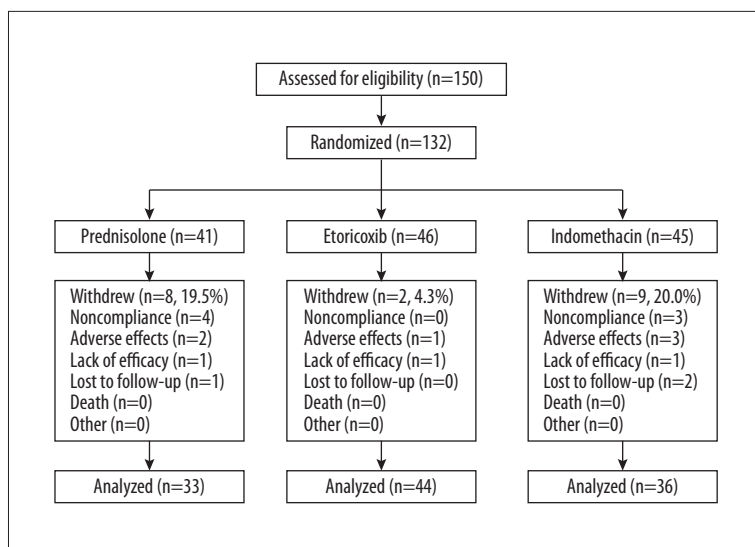 Assessed for eligibility (n=150)
Randomized (n=132)
Prednisolone (n=41)
Withdrew (n=8, 19.5%)
Noncompliance (n=4)
Adverse effects (n=2)
Lack of efficacy (n=1)
Lost to follow-up (n=1)
Death (n=0)
Other (n=0)
Analyzed (n=33)
Etoricoxib (n=46)
Withdrew (n=2, 4.3%)
Noncompliance (n=0)
Adverse effects (n=1)
Lack of efficacy (n=1)
Lost to follow-up (n=0)
Death (n=0)
Other (n=0)
Analyzed (n=44)
Indomethacin (n=45)
Withdrew (n=9, 20.0%)
Noncompliance (n=3)
Adverse effects (n=3)
Lack of efficacy (n=1)
Lost to follow-up (n=2)
Death (n=0)
Other (n=0)
Analyzed (n=36)